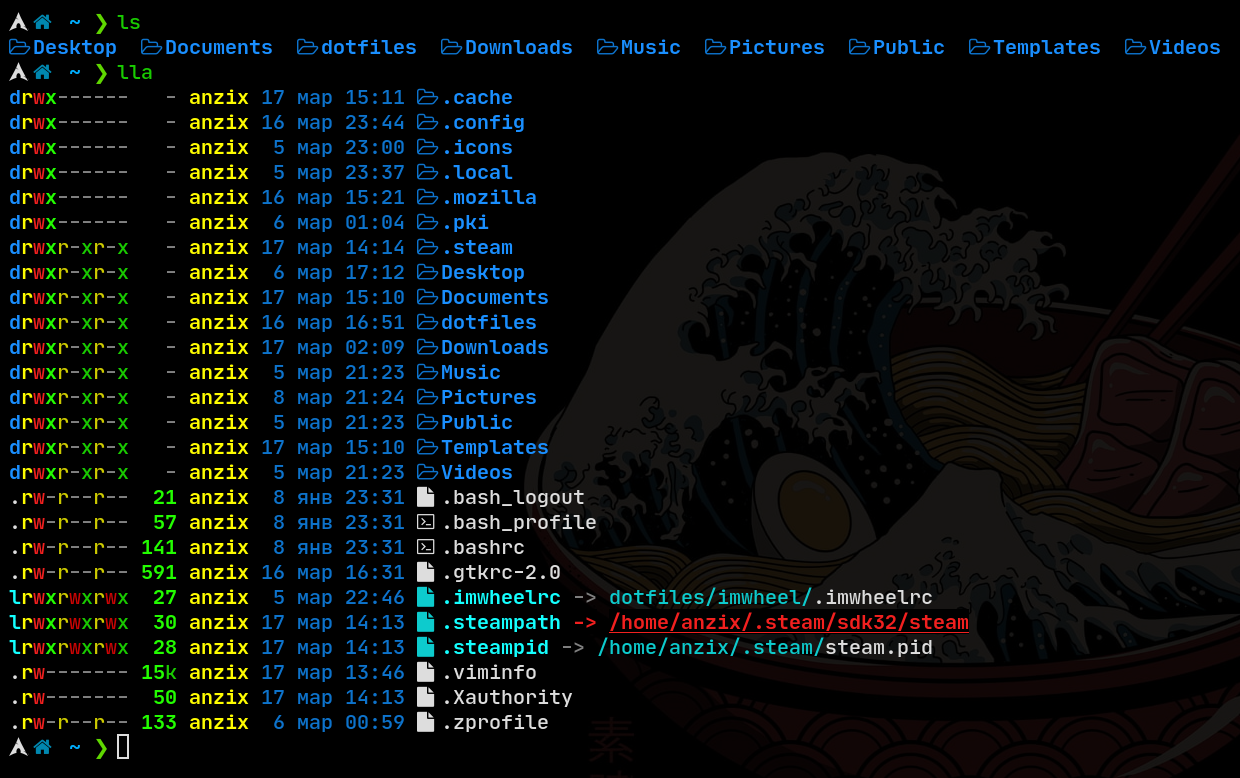 ~ ❯ ls
Desktop Documents dotfiles Downloads Music Pictures Public Templates Videos
~ ❯ lla
drwx------ - anzix 17 мар 15:11 .cache
drwx------ - anzix 16 мар 23:44 .config
drwx------ - anzix 5 мар 23:00 .icons
drwx------ - anzix 5 мар 23:37 .local
drwx------ - anzix 16 мар 15:21 .mozilla
drwx------ - anzix 6 мар 01:04 .pki
drwxr-xr-x - anzix 17 мар 14:14 .steam
drwxr-xr-x - anzix 6 мар 17:12 Desktop
drwxr-xr-x - anzix 17 мар 15:10 Documents
drwxr-xr-x - anzix 16 мар 16:51 dotfiles
drwxr-xr-x - anzix 17 мар 02:09 Downloads
drwxr-xr-x - anzix 5 мар 21:23 Music
drwxr-xr-x - anzix 8 мар 21:24 Pictures
drwxr-xr-x - anzix 5 мар 21:23 Public
drwxr-xr-x - anzix 17 мар 15:10 Templates
drwxr-xr-x - anzix 5 мар 21:23 Videos
.rw-r--r-- 21 anzix 8 янв 23:31 .bash_logout
.rw-r--r-- 57 anzix 8 янв 23:31 .bash_profile
.rw-r--r-- 141 anzix 8 янв 23:31 .bashrc
.rw-r--r-- 591 anzix 16 мар 16:31 .gtkrc-2.0
lrwxrwxrwx 27 anzix 5 мар 22:46 .imwheelrc -> dotfiles/imwheel/.imwheelrc
lrwxrwxrwx 30 anzix 17 мар 14:13 .steampath -> /home/anzix/.steam/sdk32/steam
lrwxrwxrwx 28 anzix 17 мар 14:13 .steampid -> /home/anzix/.steam/steam.pid
.rw------- 15k anzix 17 мар 13:46 .viminfo
.rw------- 50 anzix 17 мар 14:13 .Xauthority
.rw-r--r-- 133 anzix 6 мар 00:59 .zprofile
~ ❯
素